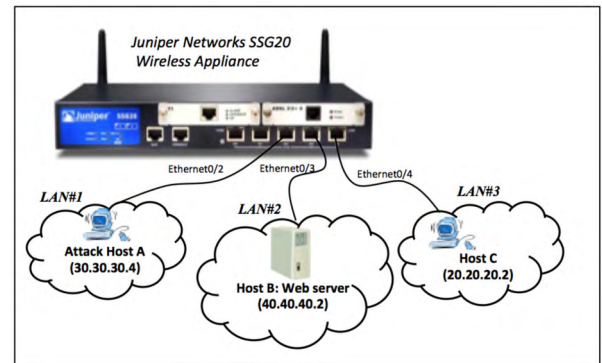 Juniper Networks SSG20
Wireless Appliance
Juniper
SSG20
Ethernet0/2
Ethernet0/3
Ethernet0/4
LAN#1
LAN#2
LAN#3
Attack Host A
(30.30.30.4)
Host B: Web server
(40.40.40.2)
Host C
(20.20.20.2)